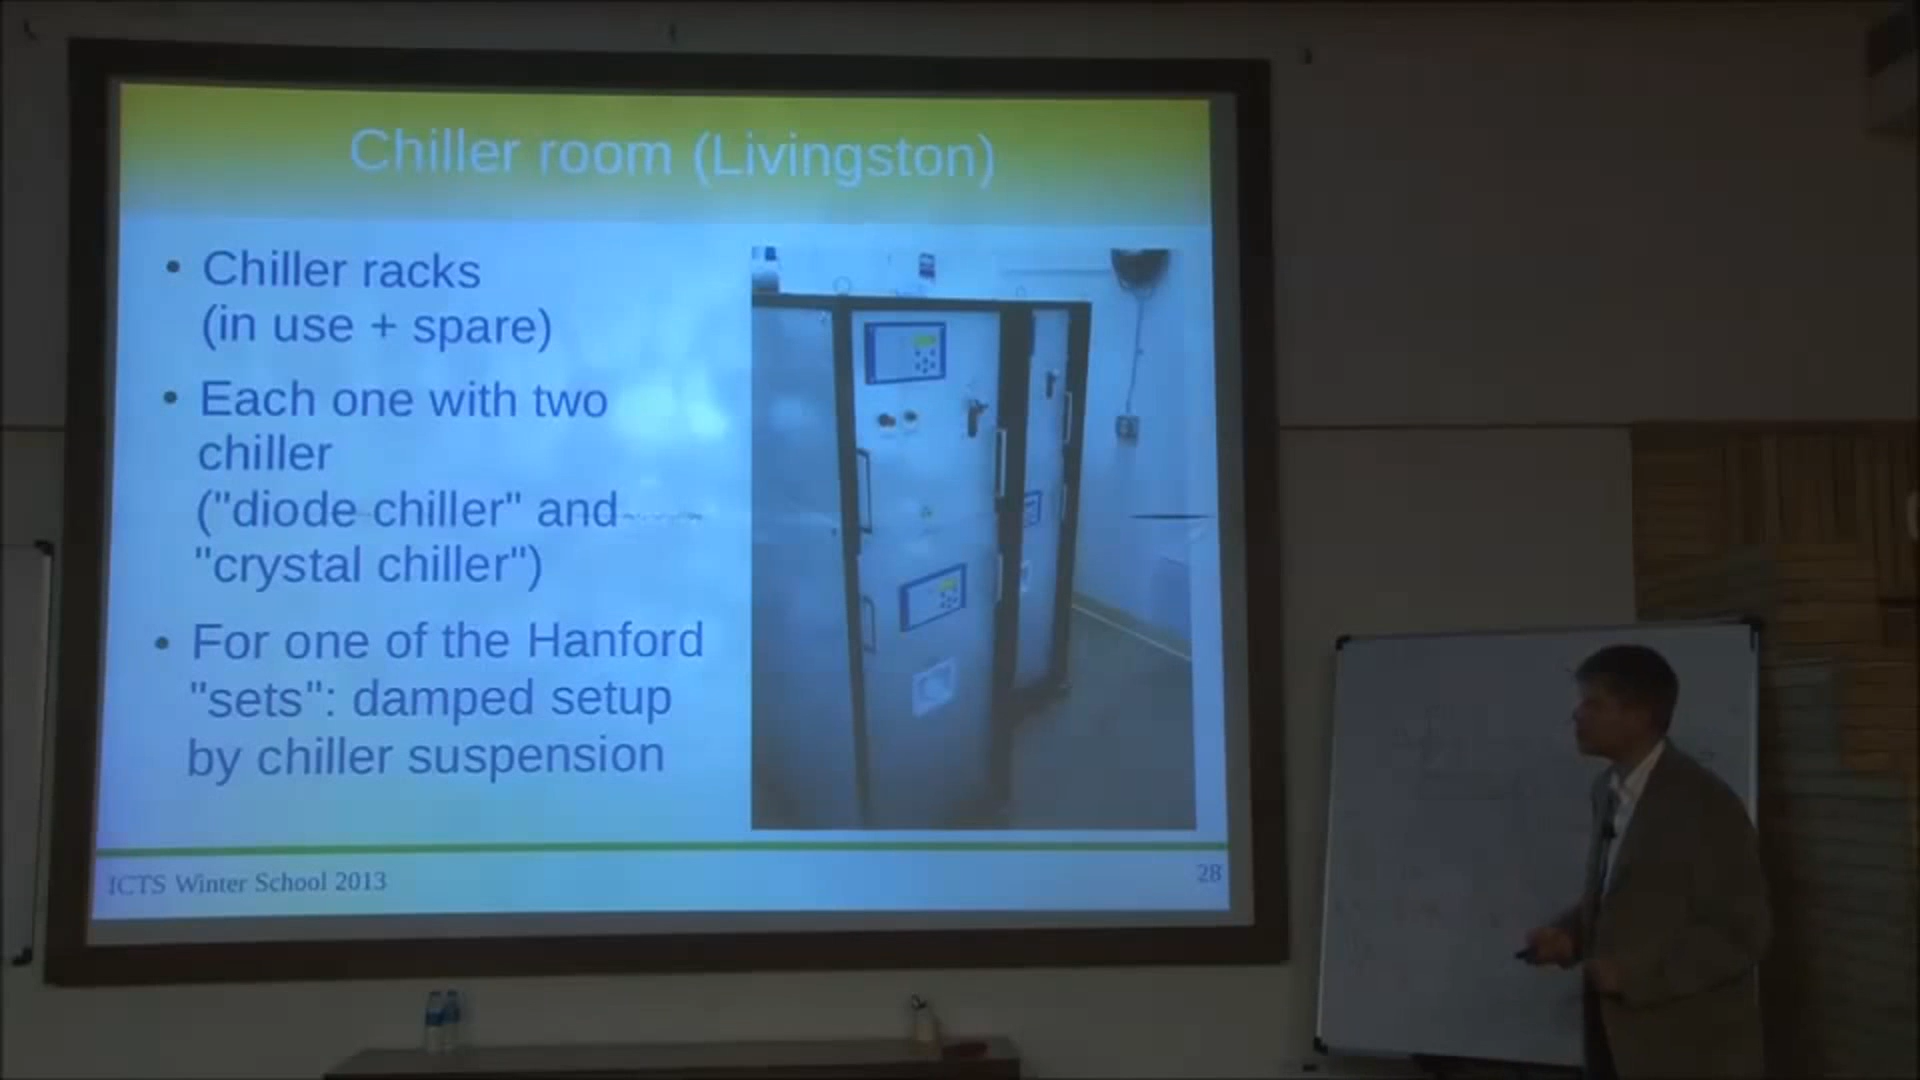 Chiller room (Livingston)
• Chiller racks
(in use + spare)
• Each one with two
chiller
("diode chiller" and
"crystal chiller")
• For one of the Hanford
"sets": damped setup
by chiller suspension
ICTS Winter School 2013
28